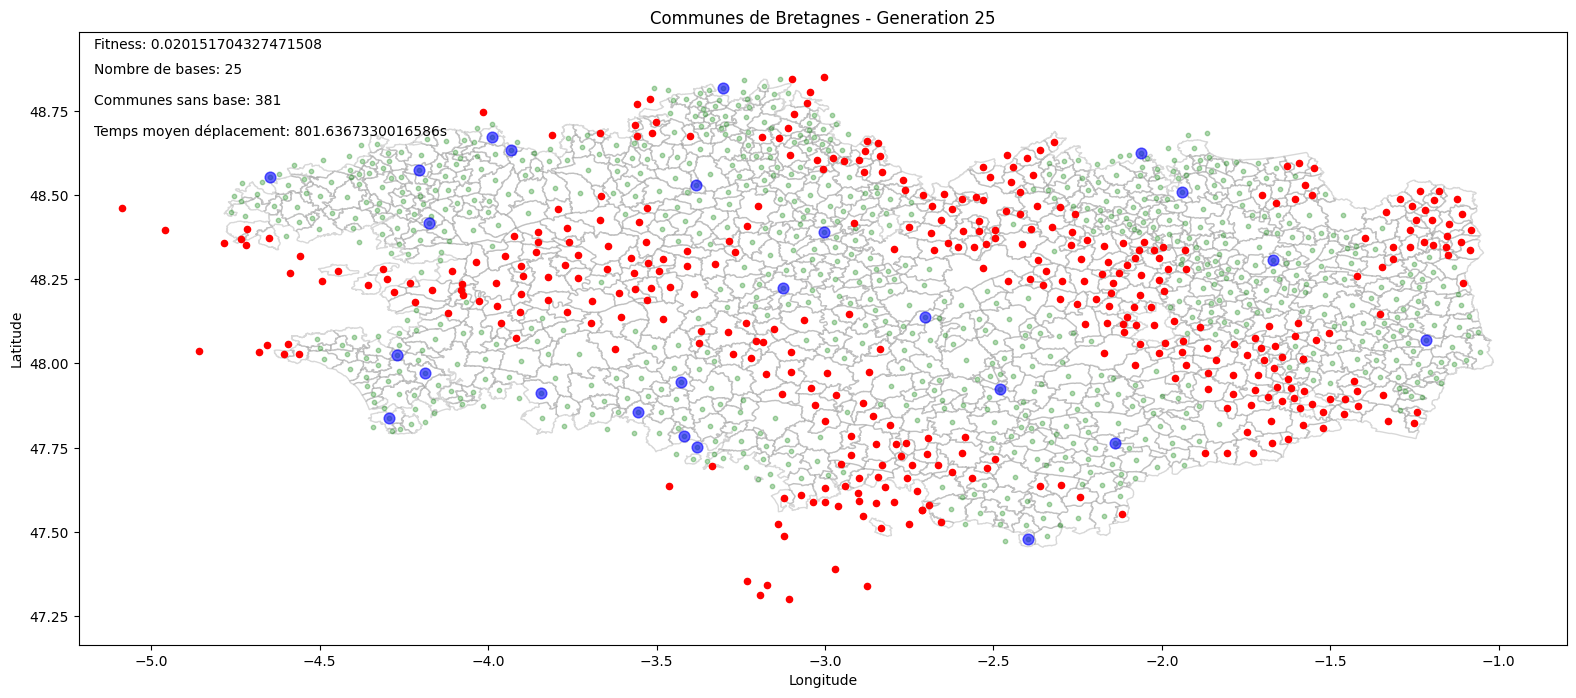 Communes de Bretagnes - Generation 25
Fitness: 0.020151704327471508
Nombre de bases: 25
Communes sans base: 381
Temps moyen déplacement: 801.63673300016586s
Latitude
48.75
48.50
48.25
48.00
47.75
47.50
47.25
−5.0 −4.5 −4.0 −3.5 −3.0 −2.5 −2.0 −1.5 −1.0
Longitude